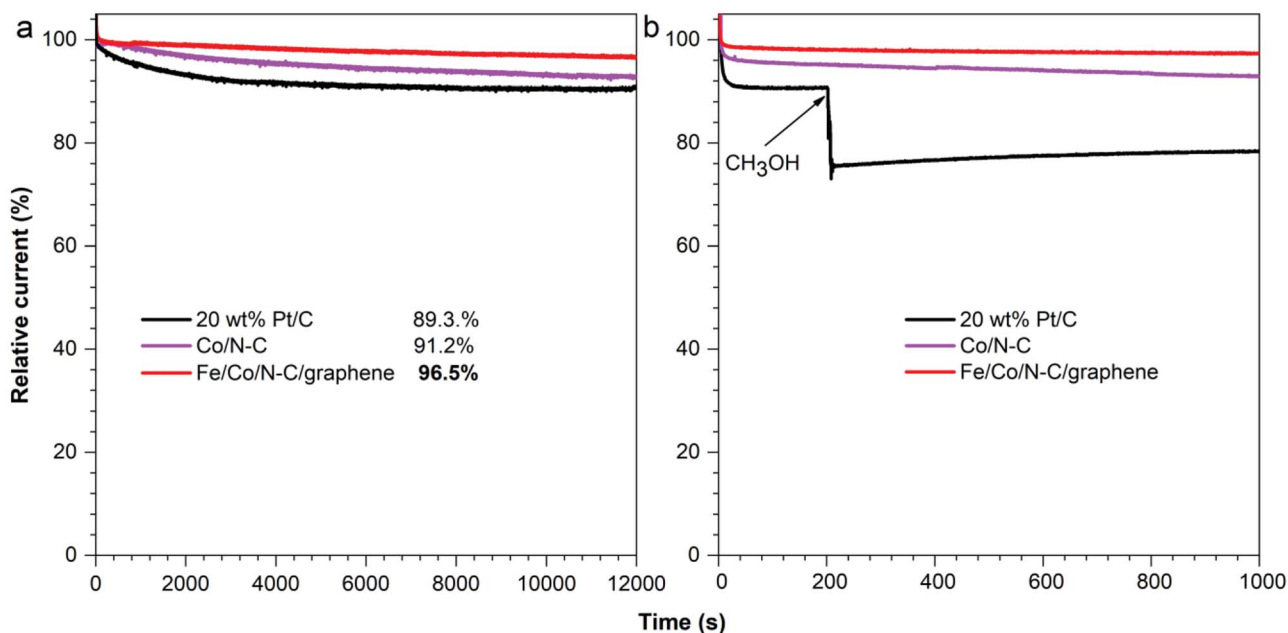 a
b
Relative current (%)
100
80
60
40
20
0
CH3OH
20 wt% Pt/C 89.3.%
Co/N-C 91.2%
Fe/Co/N-C/graphene 96.5%
0 2000 4000 6000 8000 10000 12000
100
80
60
40
20
0
20 wt% Pt/C
Co/N-C
Fe/Co/N-C/graphene
0 200 400 600 800 1000
Time (s)